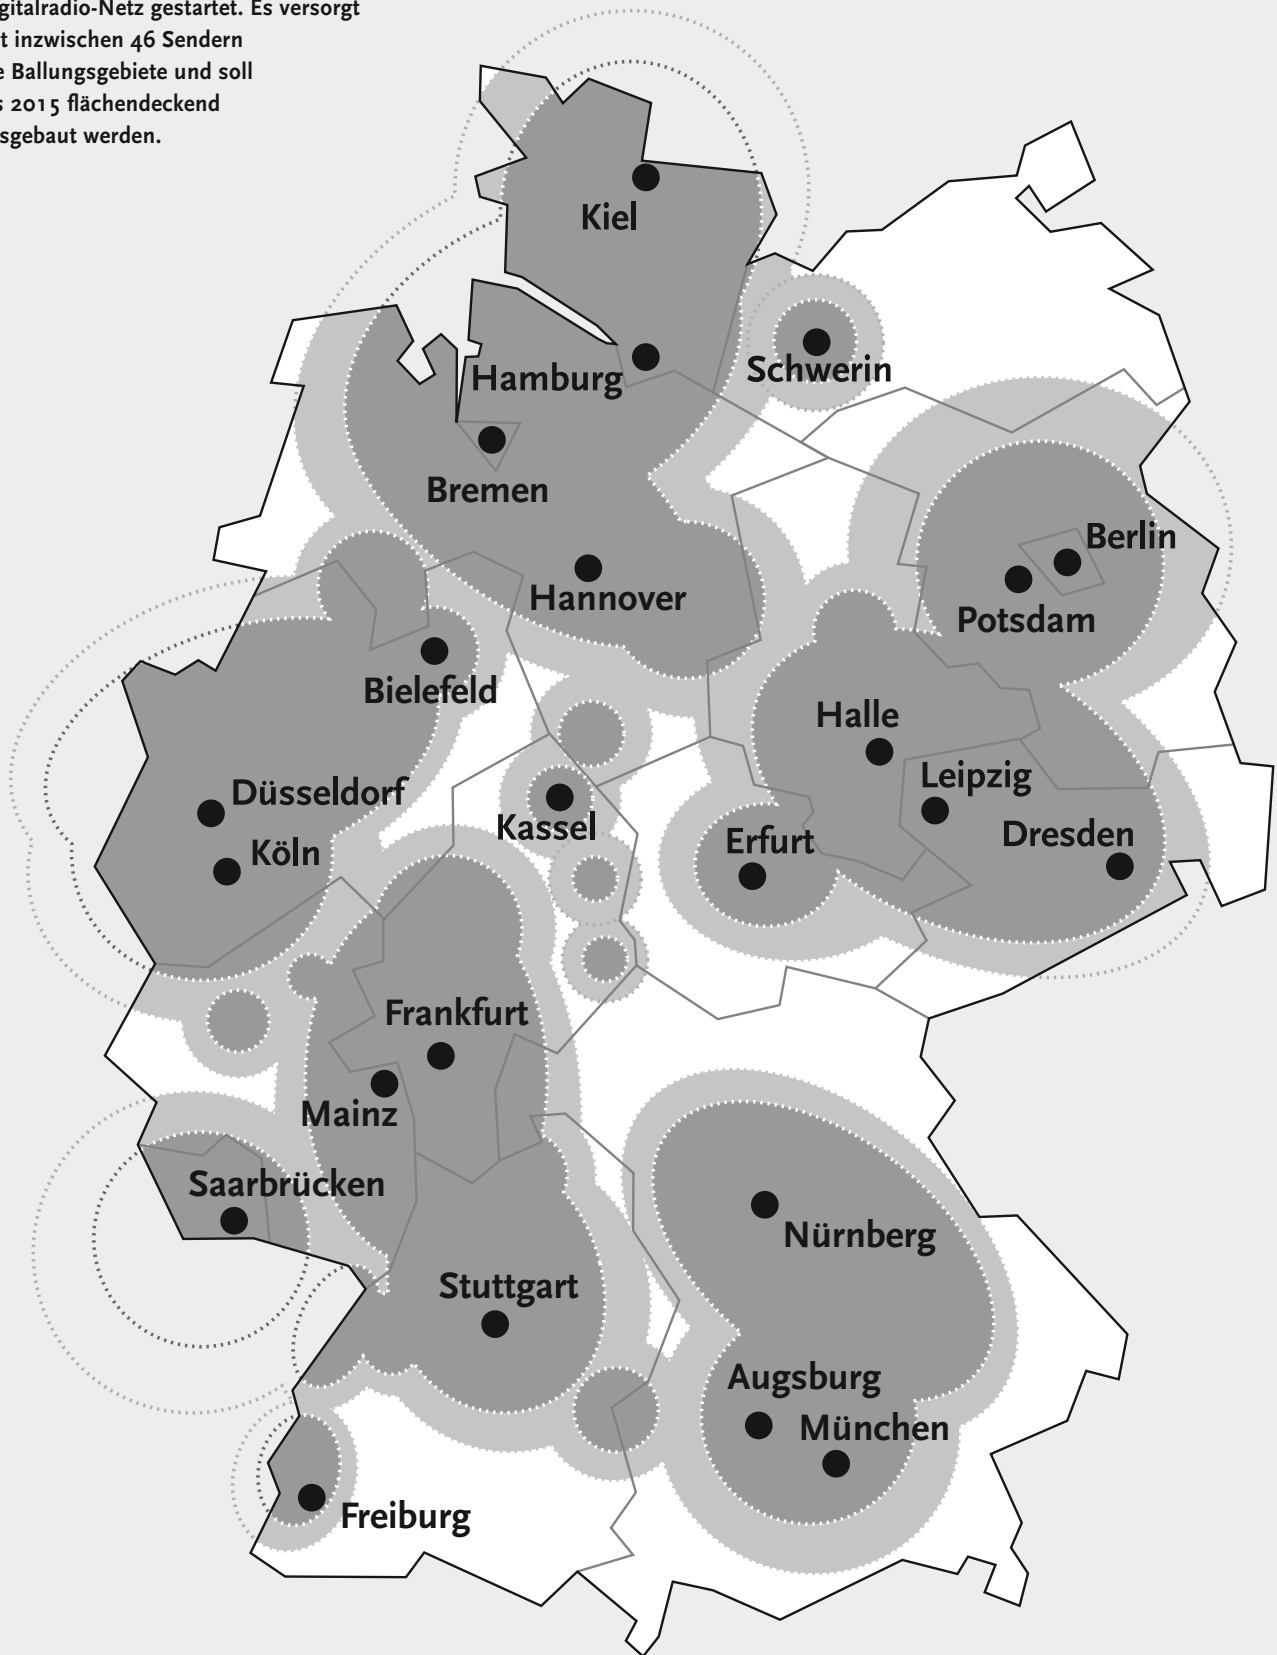 gitalradio-Netz gestartet. Es versorgt
t inzwischen 46 Sendern
e Ballungsgebiete und soll
s 2015 flächendeckend
sgebaut werden.
Kiel
Hamburg
Schwerin
Bremen
Berlin
Hannover
Potsdam
Bielefeld
Halle
Düsseldorf
Leipzig
Kassel
Köln
Erfurt
Dresden
Frankfurt
Mainz
Saarbrücken
Nürnberg
Stuttgart
Augsburg
München
Freiburg